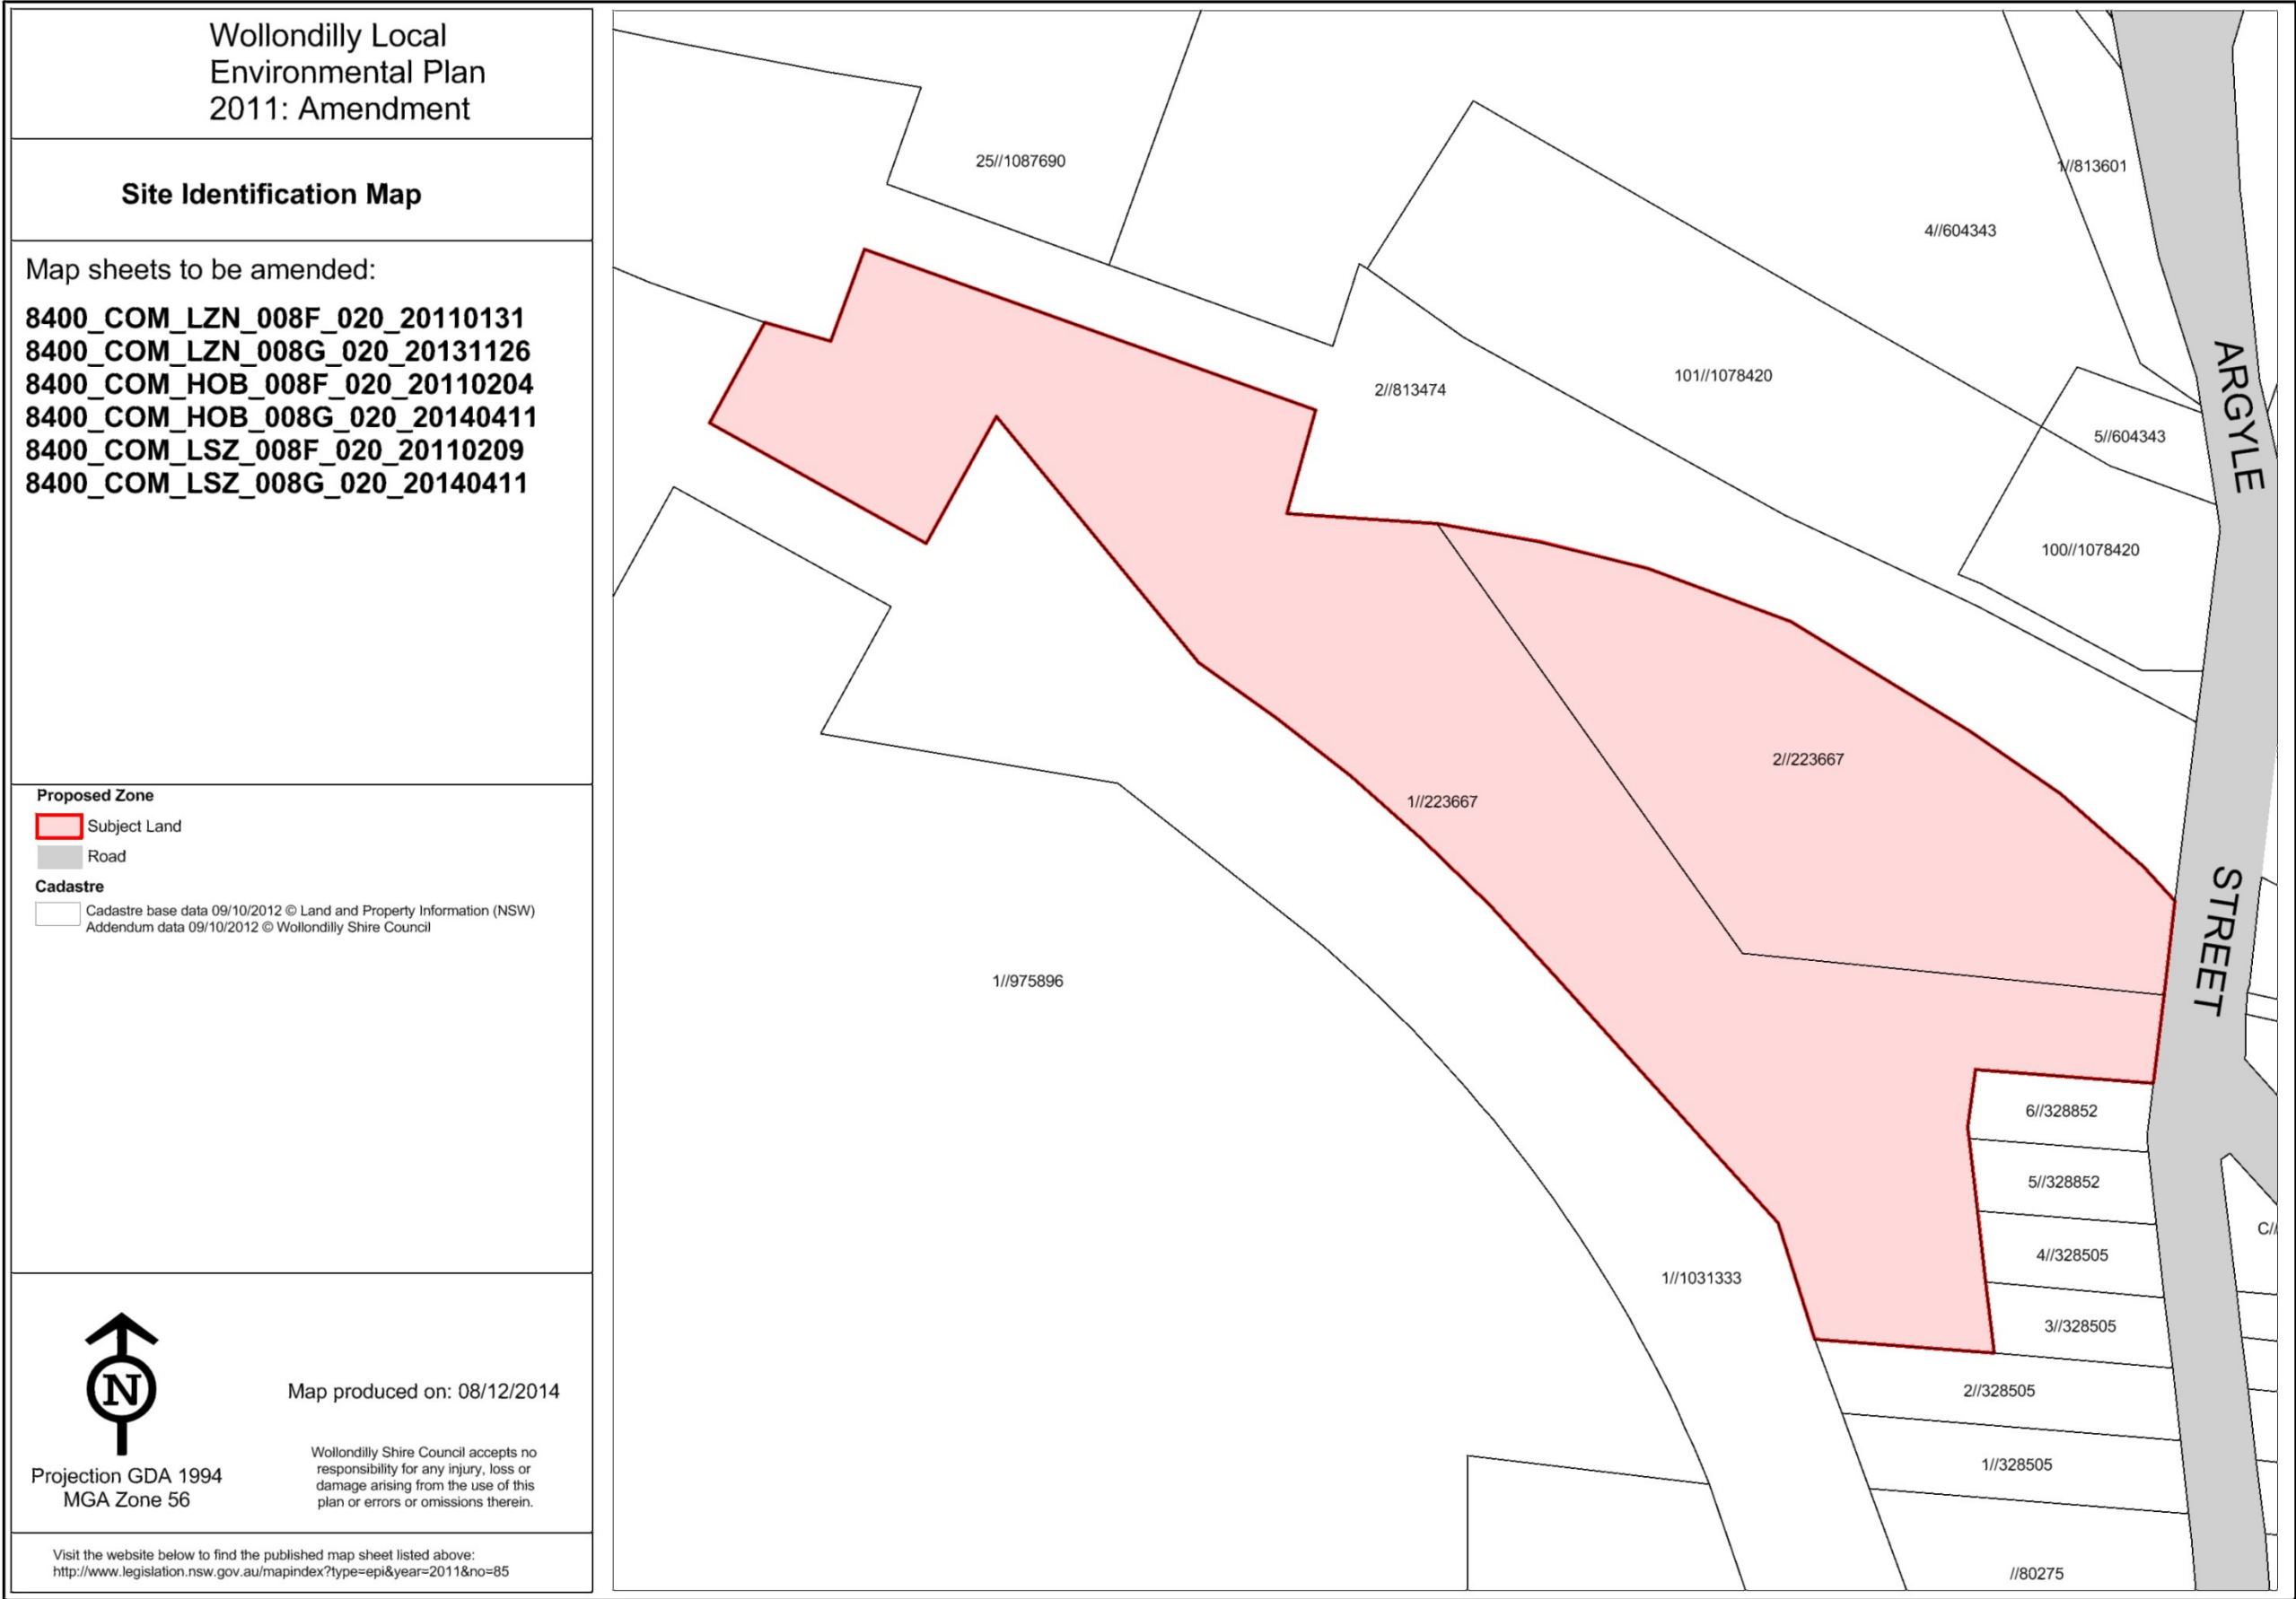 Wollondilly Local
Environmental Plan
2011: Amendment
Site Identification Map
Map sheets to be amended:
8400_COM_LZN_008F_020_20110131
8400_COM_LZN_008G_020_20131126
8400_COM_HOB_008F_020_20110204
8400_COM_HOB_008G_020_20140411
8400_COM_LSZ_008F_020_20110209
8400_COM_LSZ_008G_020_20140411
Proposed Zone
Subject Land
Road
Cadastre
Cadastre base data 09/10/2012 © Land and Property Information (NSW)
Addendum data 09/10/2012 © Wollondilly Shire Council
N
Projection GDA 1994
MGA Zone 56
Map produced on: 08/12/2014
Wollondilly Shire Council accepts no
responsibility for any injury, loss or
damage arising from the use of this
plan or errors or omissions therein.
Visit the website below to find the published map sheet listed above:
http://www.legislation.nsw.gov.au/mapindex?type=epi&year=2011&no=85
25//1087690
1//813601
4//604343
101//1078420
2//813474
5//604343
ARGYLE
100//1078420
2//223667
1//223667
STREET
1//975896
6//328852
5//328852
C//
4//328505
1//1031333
3//328505
2//328505
1//328505
//80275